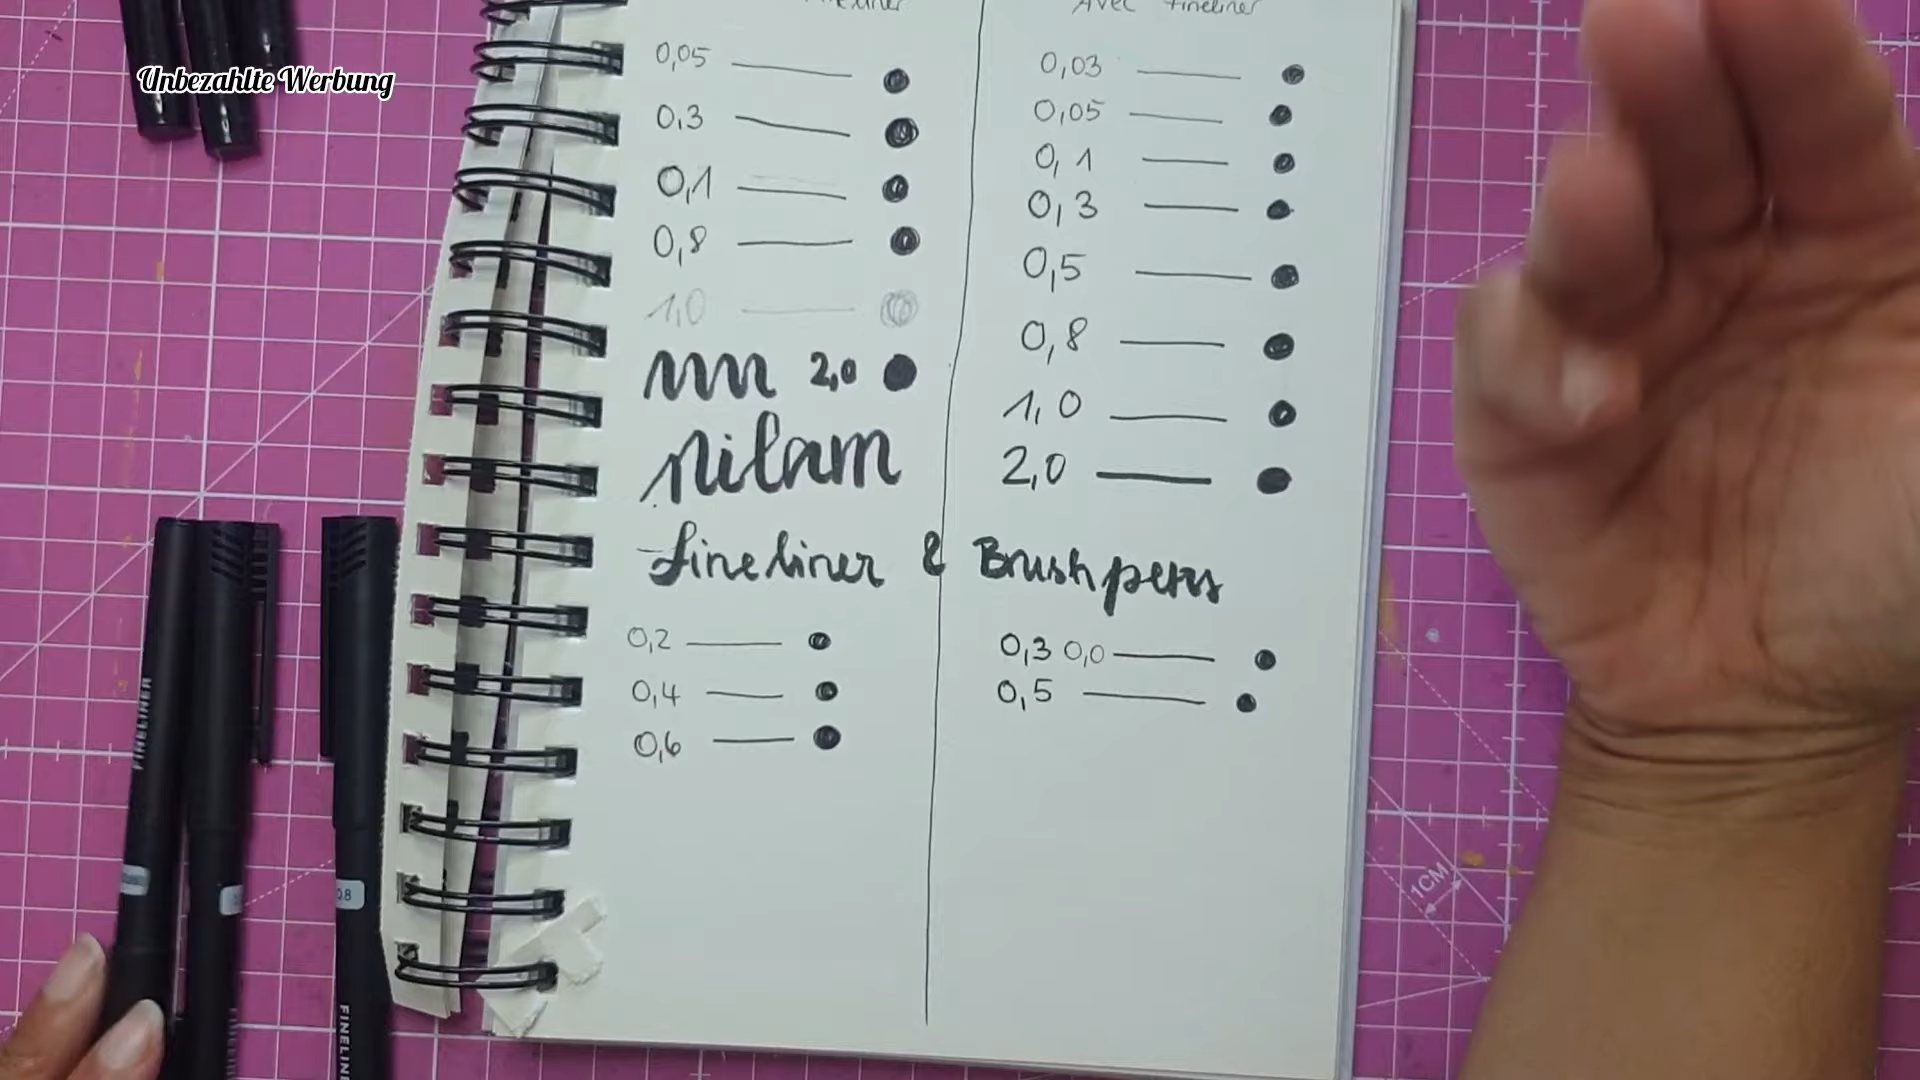 Unbezahlte Werbung
Avec fineliner
0,05
0,3
0,1
0,8
1,0
2,0
nilam
0,03
0,05
0,1
0,3
0,5
0,8
1,0
2,0
fineliner & Brushpens
0,2
0,4
0,6
0,3 0,0
0,5
FINELINER
0.8
FINELINE
1CM